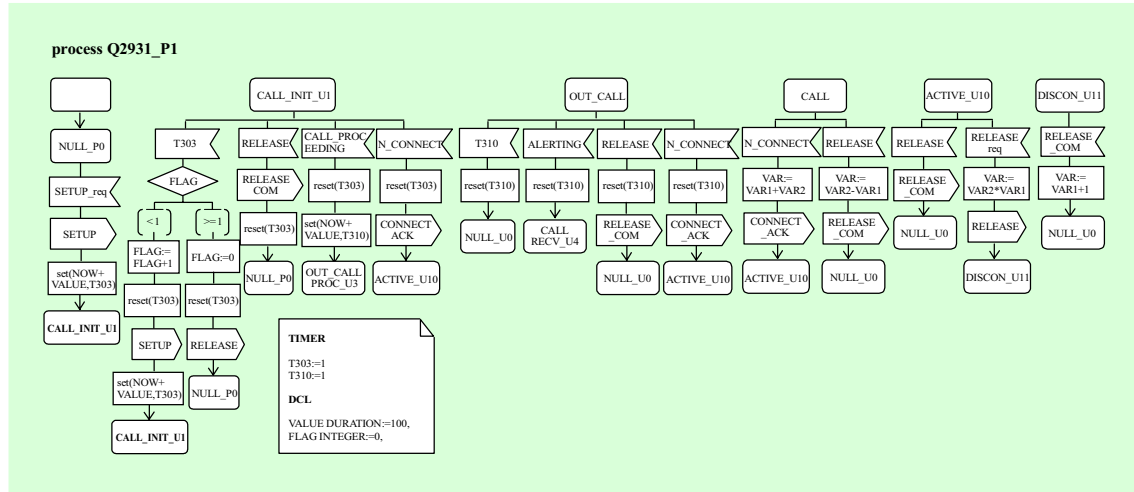 process Q2931_P1
NULL_P0
SETUP_req
SETUP
set(NOW+
VALUE,T303)
CALL_INIT_U1
CALL_INIT_U1
T303
FLAG
<1
>=1
FLAG:=
FLAG+1
FLAG:=0
reset(T303)
reset(T303)
SETUP
RELEASE
set(NOW+
VALUE,T303)
NULL_P0
CALL_INIT_U1
RELEASE
RELEASE
COM
reset(T303)
NULL_P0
CALL_PROC
EEDING
reset(T303)
set(NOW+
VALUE,T310)
OUT_CALL
PROC_U3
N_CONNECT
reset(T303)
CONNECT
ACK
ACTIVE_U10
OUT_CALL
T310
reset(T310)
NULL_U0
ALERTING
reset(T310)
CALL
RECV_U4
RELEASE
reset(T310)
RELEASE
_COM
NULL_U0
N_CONNECT
reset(T310)
CONNECT
_ACK
ACTIVE_U10
CALL
N_CONNECT
VAR:=
VAR1+VAR2
CONNECT
_ACK
ACTIVE_U10
RELEASE
VAR:=
VAR2-VAR1
RELEASE
_COM
NULL_U0
ACTIVE_U10
RELEASE
RELEASE
_COM
NULL_U0
RELEASE
req
VAR:=
VAR2*VAR1
RELEASE
DISCON_U11
DISCON_U11
RELEASE
_COM
VAR:=
VAR1+1
NULL_U0
TIMER
T303:=1
T310:=1
DCL
VALUE DURATION:=100,
FLAG INTEGER:=0,